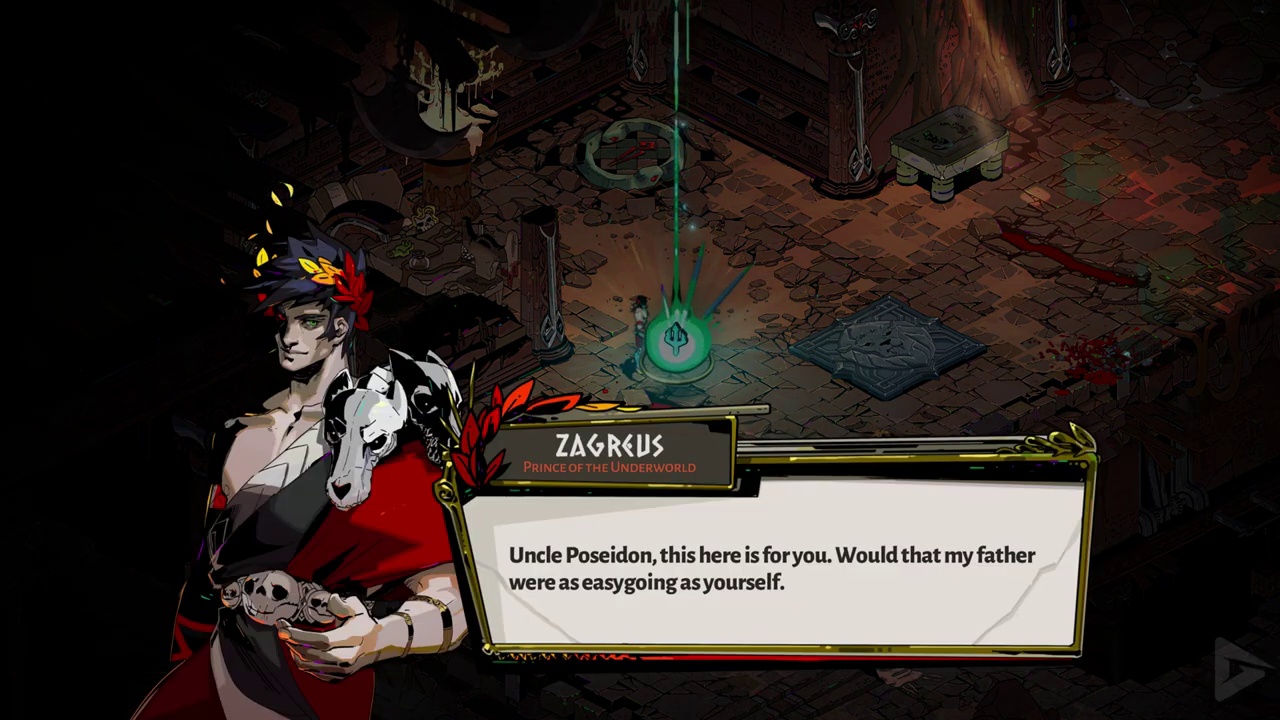 ZAGREUS
PRINCE OF THE UNDERWORLD
Uncle Poseidon, this here is for you. Would that my father
were as easygoing as yourself.